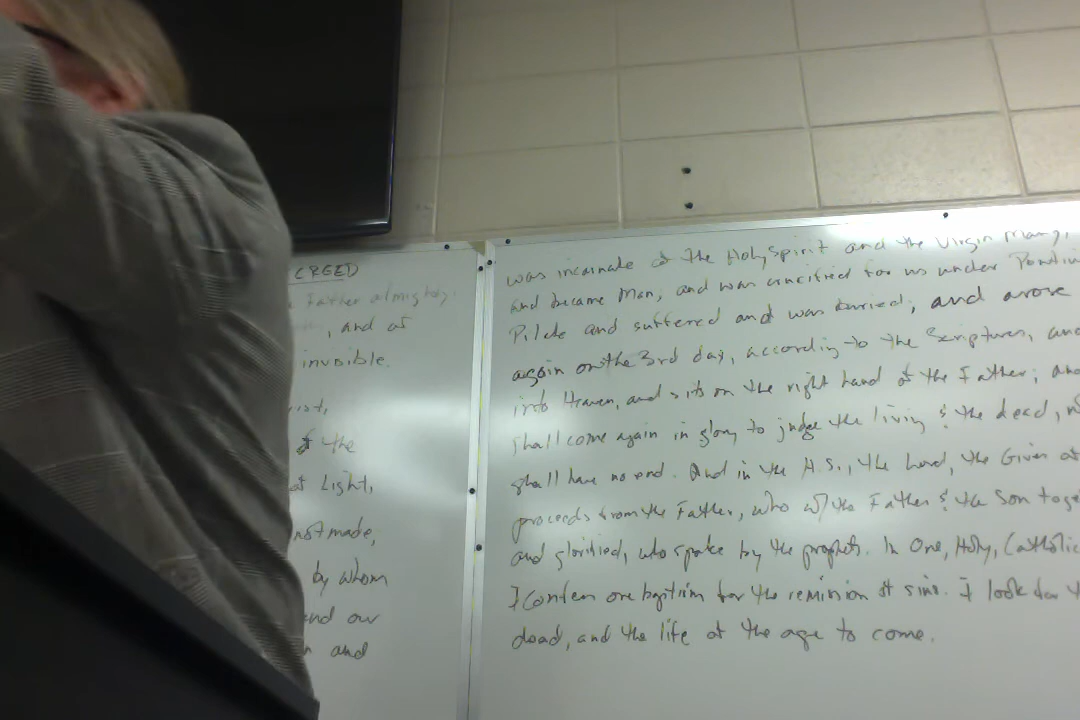 CREED
Father almighty,
, and of
invisible.
the
of Light,
not made,
by whom
and our
and
was incarnate of the Holy Spirit and the Virgin Mary,
and became Man, and was crucified for us under Pontiu
Pilate and suffered and was buried, and arose
again on the 3rd day, according to the Scriptures, and
into Heaven, and sits on the right hand of the Father; and
shall come again in glory to judge the living & the dead,
shall have no end. And in the H.S., the Lord, the Giver of
proceeds from the Father, who w/ the Father & the Son toge
and glorified, who spake by the prophets. In One, Holy, Catholic
I confess one baptism for the remission of sins. I look for
dead, and the life of the age to come.